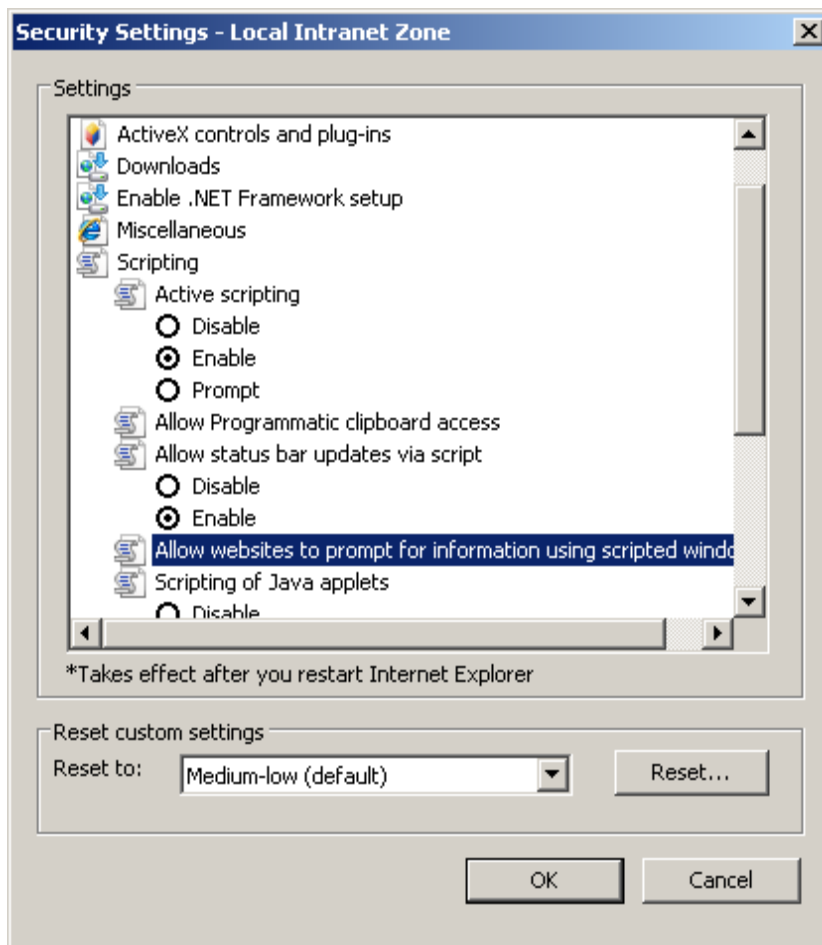 Security Settings - Local Intranet Zone
Settings
ActiveX controls and plug-ins
Downloads
Enable .NET Framework setup
Miscellaneous
Scripting
Active scripting
Disable
Enable
Prompt
Allow Programmatic clipboard access
Allow status bar updates via script
Disable
Enable
Allow websites to prompt for information using scripted windo
Scripting of Java applets
Disable
*Takes effect after you restart Internet Explorer
Reset custom settings
Reset to: Medium-low (default) Reset...
OK Cancel